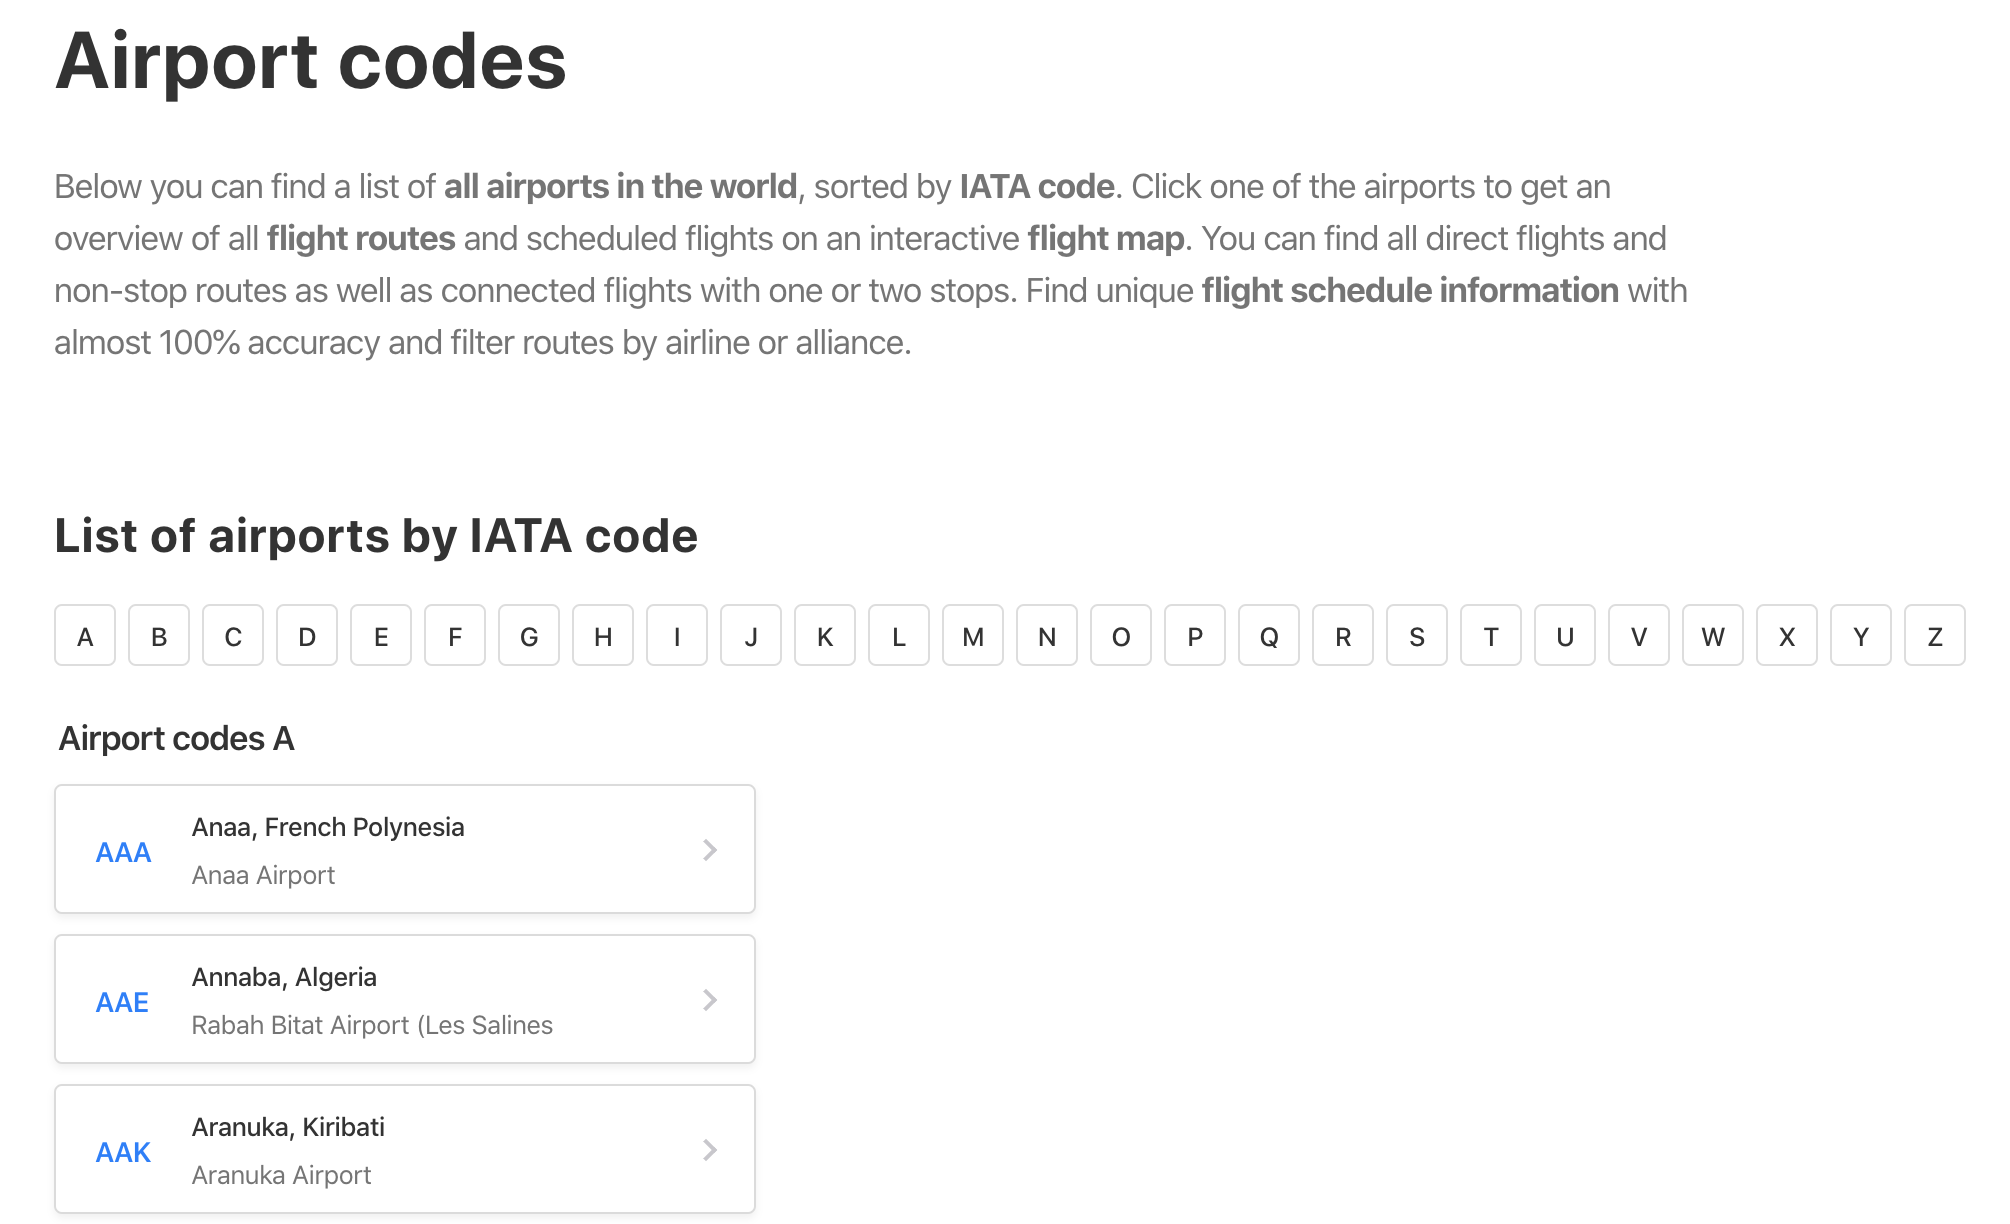 Airport codes
Below you can find a list of all airports in the world, sorted by IATA code. Click one of the airports to get an
overview of all flight routes and scheduled flights on an interactive flight map. You can find all direct flights and
non-stop routes as well as connected flights with one or two stops. Find unique flight schedule information with
almost 100% accuracy and filter routes by airline or alliance.
List of airports by IATA code
A B C D E F G H I J K L M N O P Q R S T U V W X Y Z
Airport codes A
AAA
Anaa, French Polynesia
Anaa Airport
AAE
Annaba, Algeria
Rabah Bitat Airport (Les Salines
AAK
Aranuka, Kiribati
Aranuka Airport